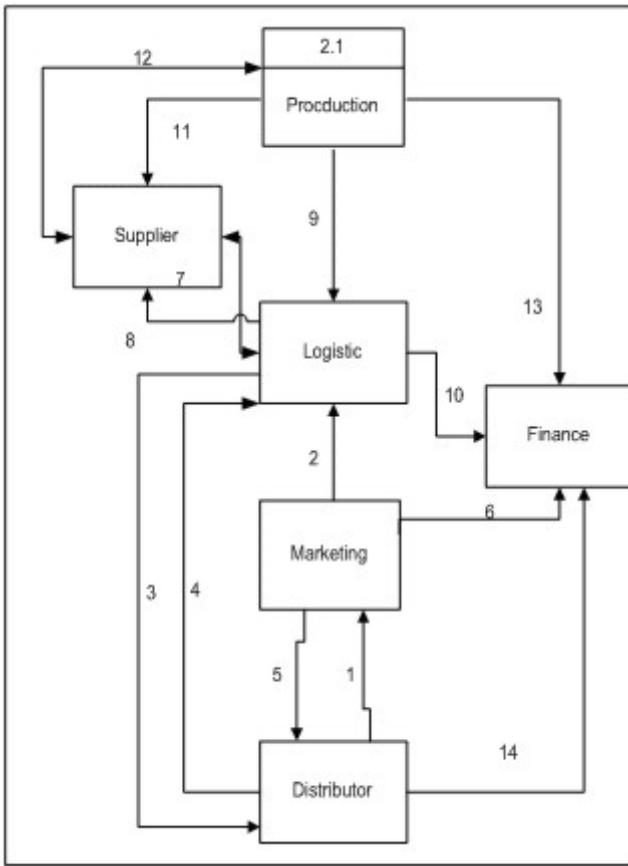 2.1
12
Procduction
11
9
Supplier
7
13
8
Logistic
10
Finance
2
6
Marketing
3
4
5
1
14
Distributor